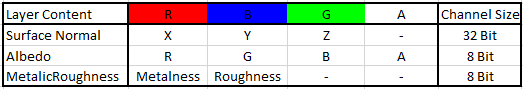 Layer Content R B G A Channel Size
Surface Normal X Y Z - 32 Bit
Albedo R G B A 8 Bit
MetalicRoughness Metalness Roughness - - 8 Bit